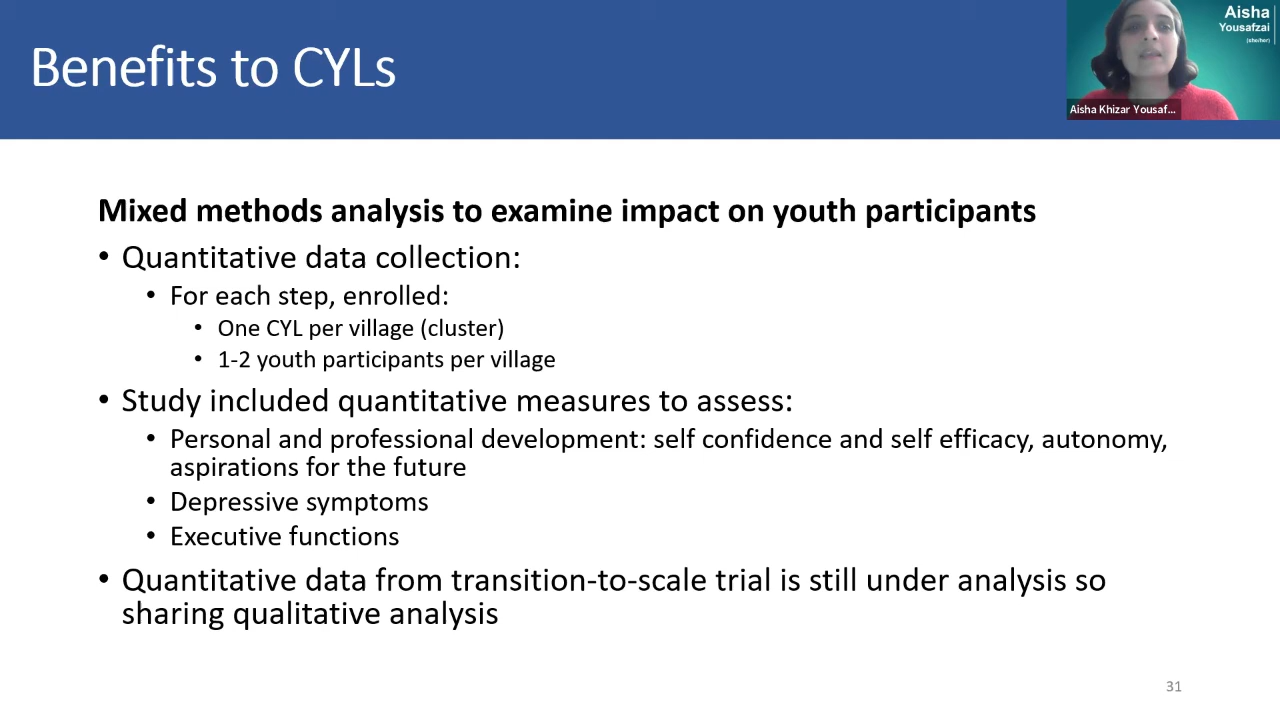 Benefits to CYLs
Aisha
Yousafzai
(she/her)
Aisha Khizar Yousaf...
Mixed methods analysis to examine impact on youth participants
• Quantitative data collection:
• For each step, enrolled:
• One CYL per village (cluster)
• 1-2 youth participants per village
• Study included quantitative measures to assess:
• Personal and professional development: self confidence and self efficacy, autonomy,
aspirations for the future
• Depressive symptoms
• Executive functions
• Quantitative data from transition-to-scale trial is still under analysis so
sharing qualitative analysis
31